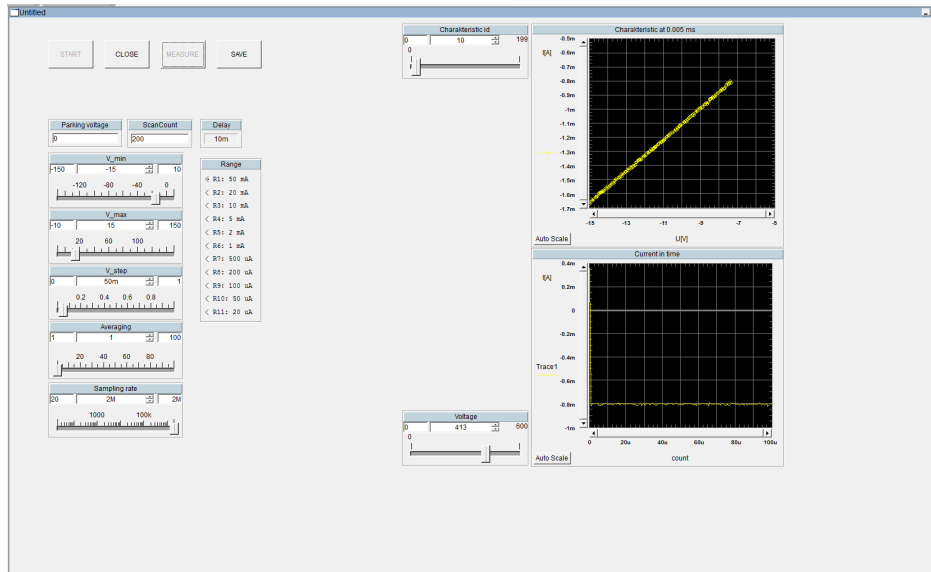 Untitled
START CLOSE MEASURE SAVE
Parking voltage
0
ScanCount
200
Delay
10m
V_min
-150 -15 10
-120 -80 -40 0
V_max
-10 15 150
20 60 100
V_step
0 50m 1
0.2 0.4 0.6 0.8
Averaging
1 1 100
20 40 60 80
Sampling rate
20 2M 2M
1000 100k
Range
< R1: 50 mA
< R2: 20 mA
< R3: 10 mA
< R4: 5 mA
< R5: 2 mA
< R6: 1 mA
< R7: 500 uA
< R8: 200 uA
< R9: 100 uA
< R10: 50 uA
< R11: 20 uA
Charakteristic id
0 10 199
0
Voltage
0 413 600
0
Charakteristic at 0.005 ms
I[A]
-0.5m
-0.6m
-0.7m
-0.8m
-0.9m
-1m
-1.1m
-1.2m
-1.3m
-1.4m
-1.5m
-1.6m
-1.7m
-15 -13 -11 -9 -7 -5
Auto Scale
U[V]
Current in time
I[A]
0.4m
0.2m
0
-0.2m
-0.4m
Trace1
-0.6m
-0.8m
-1m
0 20u 40u 60u 80u 100u
Auto Scale
count